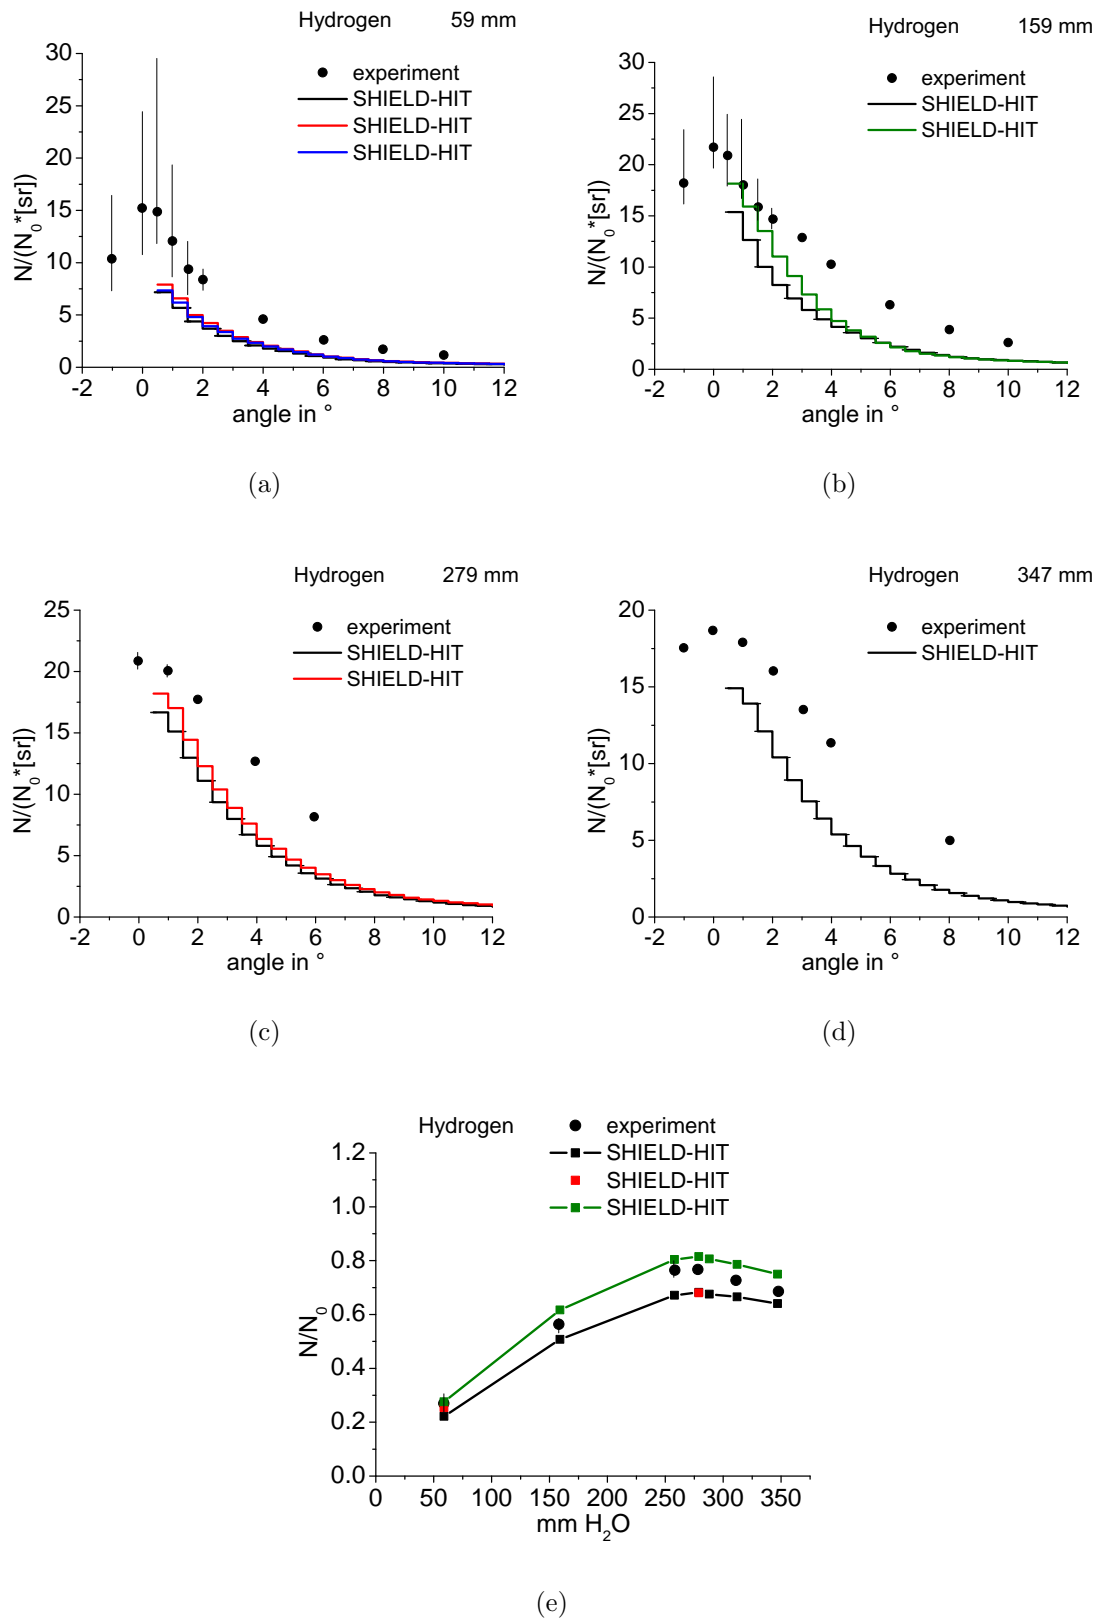 Hydrogen 59 mm
experiment
SHIELD-HIT
SHIELD-HIT
SHIELD-HIT
30
25
20
15
10
5
0
N/(N₀*[sr])
-2 0 2 4 6 8 10 12
angle in °
(a)
Hydrogen 159 mm
experiment
SHIELD-HIT
SHIELD-HIT
30
25
20
15
10
5
0
N/(N₀*[sr])
-2 0 2 4 6 8 10 12
angle in °
(b)
Hydrogen 279 mm
experiment
SHIELD-HIT
SHIELD-HIT
25
20
15
10
5
0
N/(N₀*[sr])
-2 0 2 4 6 8 10 12
angle in °
(c)
Hydrogen 347 mm
experiment
SHIELD-HIT
20
15
10
5
0
N/(N₀*[sr])
-2 0 2 4 6 8 10 12
angle in °
(d)
Hydrogen
experiment
SHIELD-HIT
SHIELD-HIT
SHIELD-HIT
1.2
1.0
0.8
0.6
0.4
0.2
0.0
N/N₀
0 50 100 150 200 250 300 350
mm H₂O
(e)